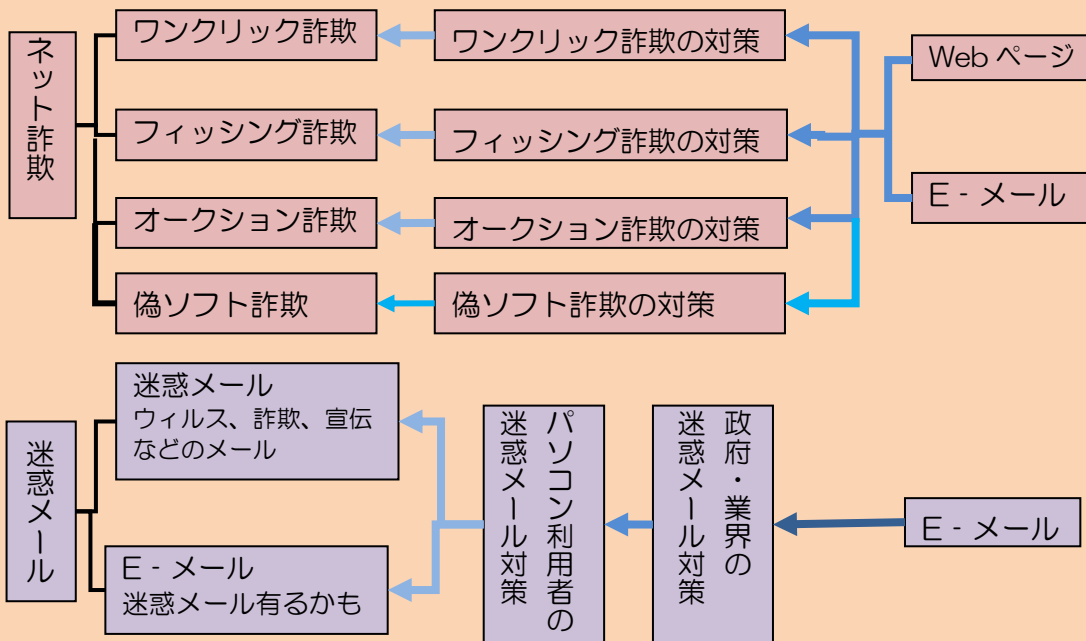 ネット詐欺
ワンクリック詐欺
ワンクリック詐欺の対策
Web ページ
フィッシング詐欺
フィッシング詐欺の対策
E‐メール
オークション詐欺
オークション詐欺の対策
偽ソフト詐欺
偽ソフト詐欺の対策
迷惑メール
迷惑メール
ウィルス、詐欺、宣伝
などのメール
E‐メール
迷惑メール有るかも
パソコン利用者の
迷惑メール対策
政府・業界の
迷惑メール対策
E‐メール